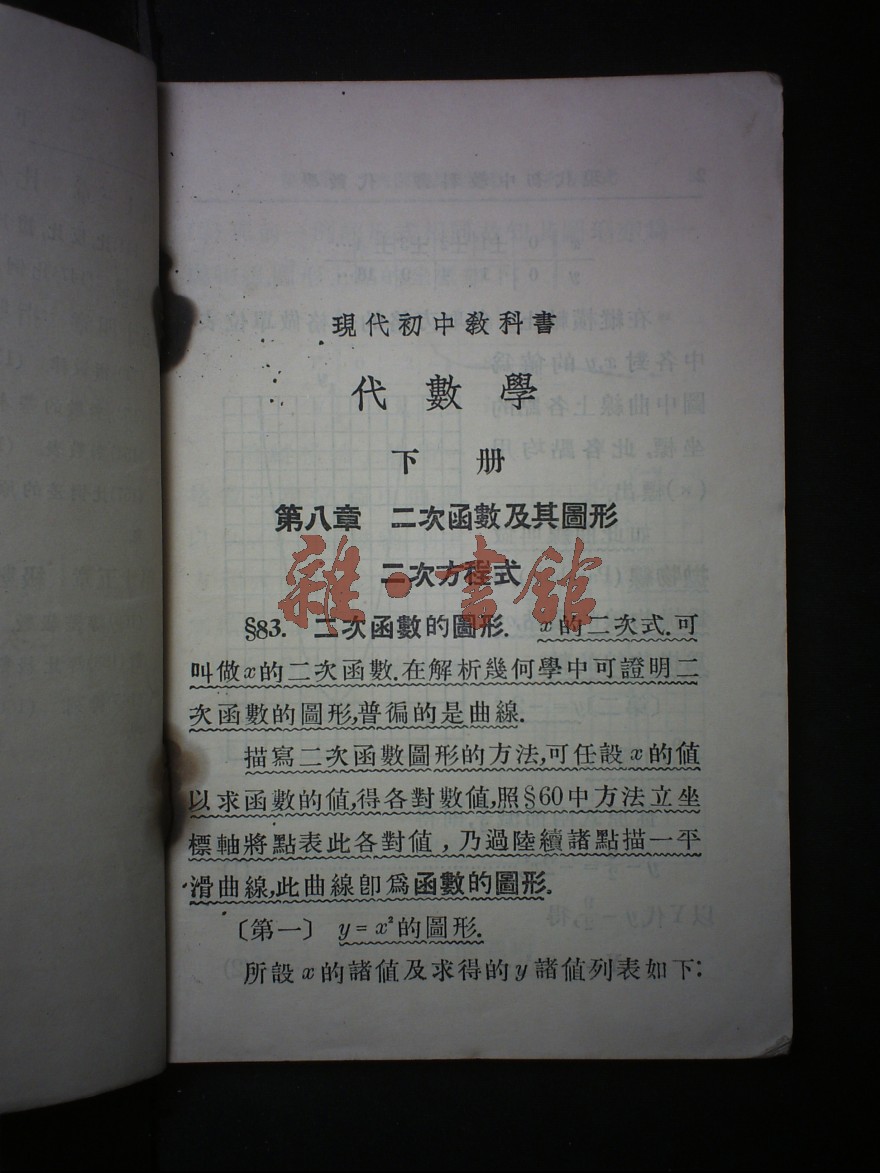 現代初中教科書
代數學
下册
第八章 二次函數及其圖形
二次方程式
雜·書館
§83. 二次函數的圖形. x的二次式.可
叫做x的二次函數.在解析幾何學中可證明二
次函數的圖形,普徧的是曲線.
描寫二次函數圖形的方法,可任設x的值
以求函數的值,得各對數值,照§60中方法立坐
標軸將點表此各對値,乃過陸續諸點描一平
滑曲線,此曲線卽爲函數的圖形.
〔第一〕 y=x²的圖形.
所設x的諸値及求得的y諸値列表如下: